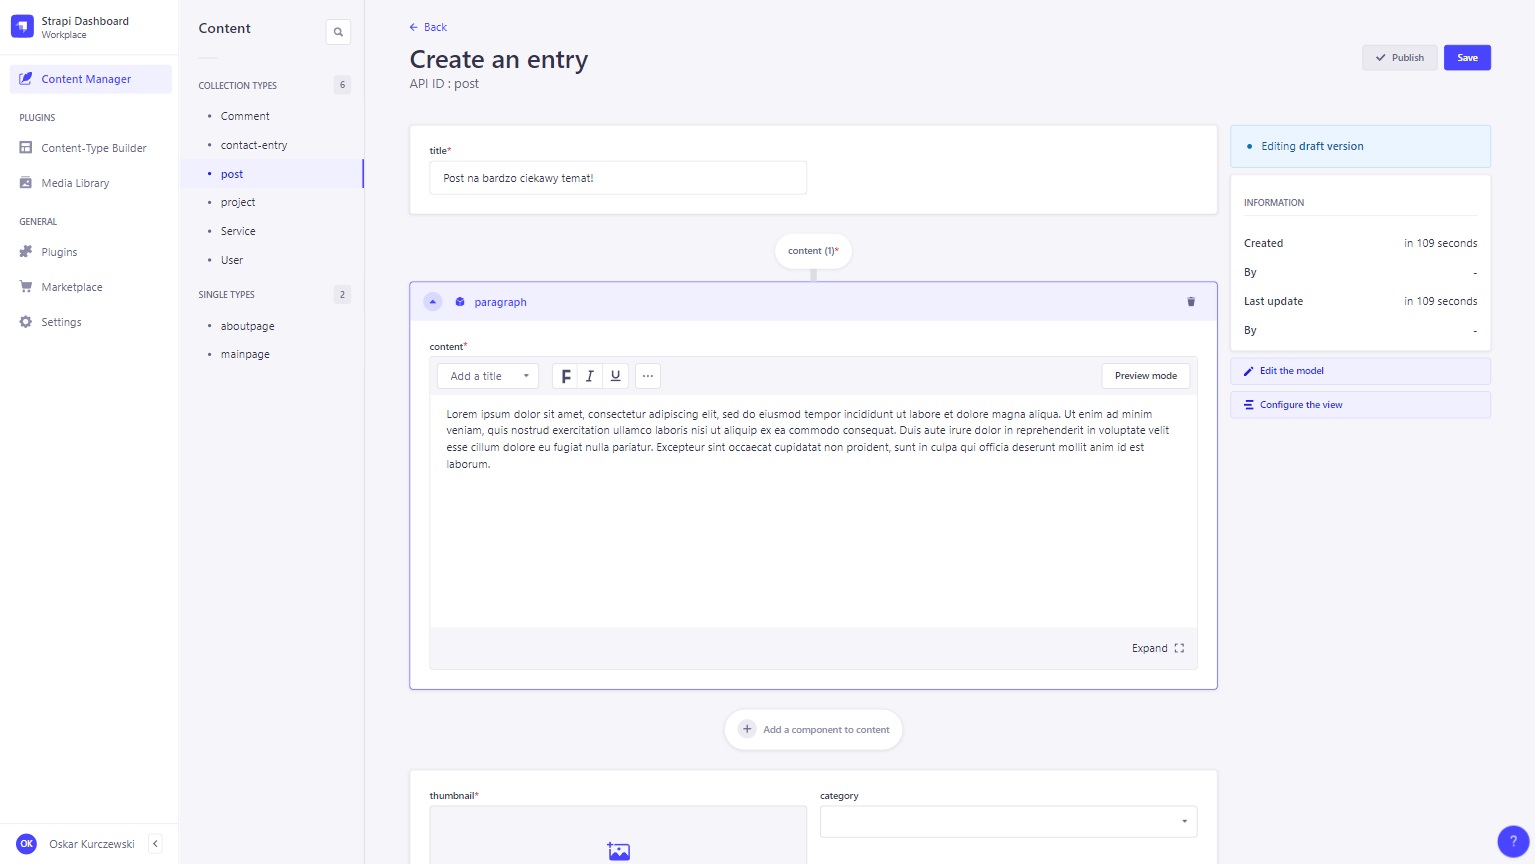 Strapi Dashboard
Workplace
Content Manager
PLUGINS
Content-Type Builder
Media Library
GENERAL
Plugins
Marketplace
Settings
OK
Oskar Kurczewski
Content
COLLECTION TYPES
6
Comment
contact-entry
post
project
Service
User
SINGLE TYPES
2
aboutpage
mainpage
Back
Create an entry
API ID : post
Publish
Save
title*
Post na bardzo ciekawy temat!
content (1)*
paragraph
content*
Add a title
F I U
...
Preview mode
Lorem ipsum dolor sit amet, consectetur adipiscing elit, sed do eiusmod tempor incididunt ut labore et dolore magna aliqua. Ut enim ad minim
veniam, quis nostrud exercitation ullamco laboris nisi ut aliquip ex ea commodo consequat. Duis aute irure dolor in reprehenderit in voluptate velit
esse cillum dolore eu fugiat nulla pariatur. Excepteur sint occaecat cupidatat non proident, sunt in culpa qui officia deserunt mollit anim id est
laborum.
Expand
Add a component to content
thumbnail*
category
Editing draft version
INFORMATION
Created
in 109 seconds
By
-
Last update
in 109 seconds
By
-
Edit the model
Configure the view
?